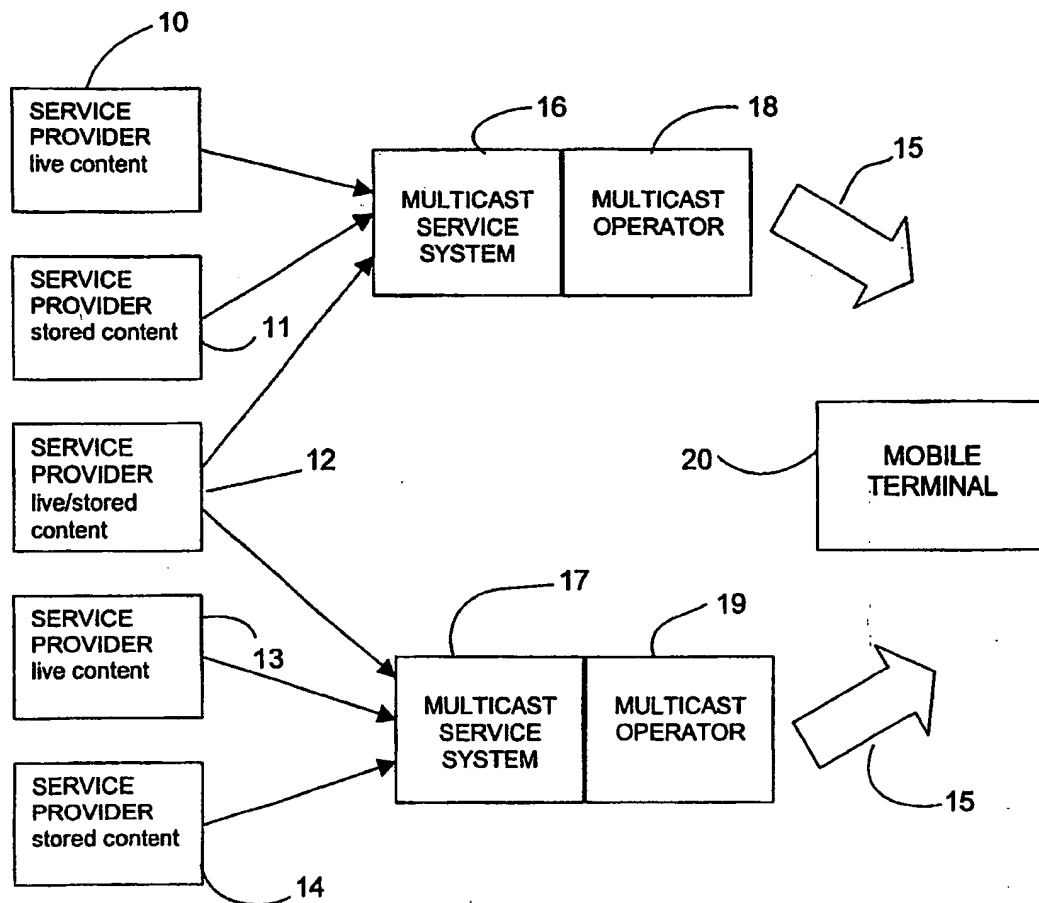 10
SERVICE
PROVIDER
live content
16
18
15
MULTICAST
SERVICE
SYSTEM
MULTICAST
OPERATOR
SERVICE
PROVIDER
stored content
11
SERVICE
PROVIDER
live/stored
content
12
20
MOBILE
TERMINAL
SERVICE
PROVIDER
live content
13
17
19
MULTICAST
SERVICE
SYSTEM
MULTICAST
OPERATOR
15
SERVICE
PROVIDER
stored content
14